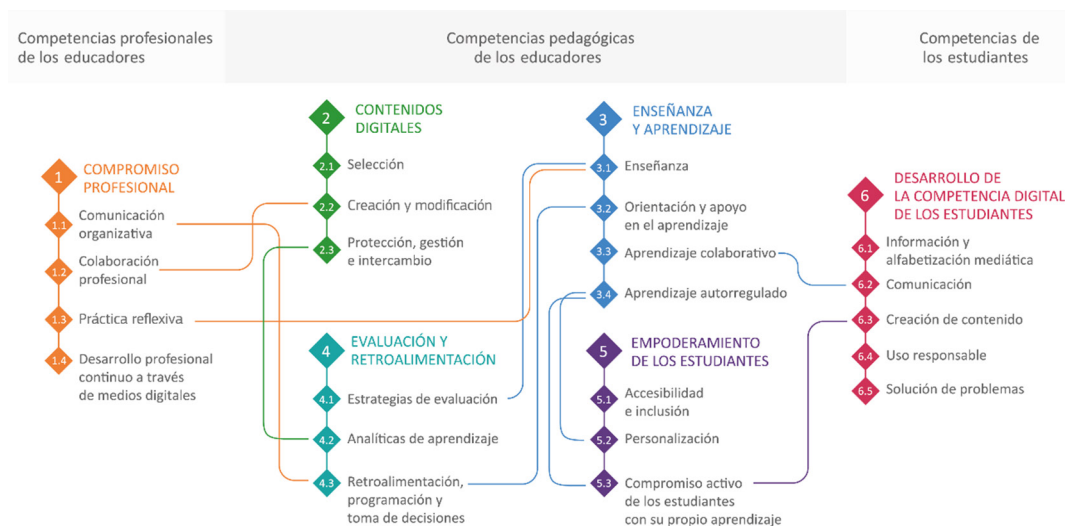 Competencias profesionales
de los educadores
Competencias pedagógicas
de los educadores
Competencias de
los estudiantes
1
COMPROMISO
PROFESIONAL
1.1
Comunicación
organizativa
1.2
Colaboración
profesional
1.3
Práctica reflexiva
1.4
Desarrollo profesional
continuo a través
de medios digitales
2
CONTENIDOS
DIGITALES
2.1
Selección
2.2
Creación y modificación
2.3
Protección, gestión
e intercambio
3
ENSEÑANZA
Y APRENDIZAJE
3.1
Enseñanza
3.2
Orientación y apoyo
en el aprendizaje
3.3
Aprendizaje colaborativo
3.4
Aprendizaje autorregulado
4
EVALUACIÓN Y
RETROALIMENTACIÓN
4.1
Estrategias de evaluación
4.2
Analíticas de aprendizaje
4.3
Retroalimentación,
programación y
toma de decisiones
5
EMPODERAMIENTO
DE LOS ESTUDIANTES
5.1
Accesibilidad
e inclusión
5.2
Personalización
5.3
Compromiso activo
de los estudiantes
con su propio aprendizaje
6
DESARROLLO DE
LA COMPETENCIA DIGITAL
DE LOS ESTUDIANTES
6.1
Información y
alfabetización mediática
6.2
Comunicación
6.3
Creación de contenido
6.4
Uso responsable
6.5
Solución de problemas